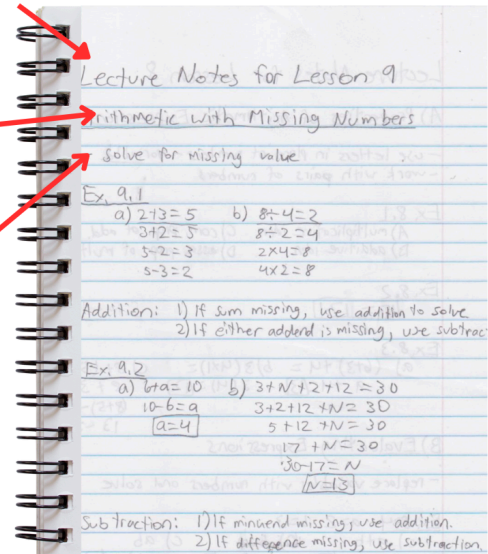 Lecture Notes for Lesson 9
Arithmetic with Missing Numbers
- solve for missing value
Ex. 9.1
a) 2+3=5 b) 8÷4=2
3+2=5 8÷2=4
5-2=3 2×4=8
5-3=2 4×2=8
Addition: 1) If sum missing, use addition to solve
2) If either addend is missing, use subtrac
Ex. 9.2
a) 6+a=10 b) 3+N+2+12=30
10-6=a 3+2+12+N=30
a=4 5+12+N=30
17+N=30
30-17=N
N=13
Subtraction: 1) If minuend missing, use addition.
2) If difference missing, use subtraction.